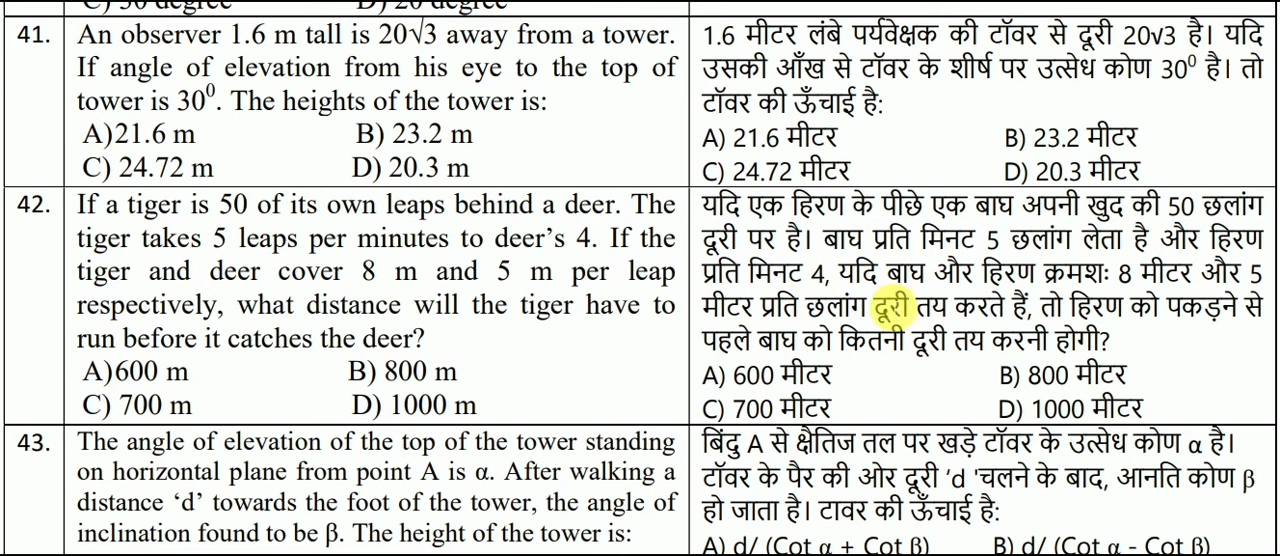 C) 30 degree D) 20 degree
41. An observer 1.6 m tall is 20√3 away from a tower.
If angle of elevation from his eye to the top of
tower is 30⁰. The heights of the tower is:
A)21.6 m B) 23.2 m
C) 24.72 m D) 20.3 m
1.6 मीटर लंबे पर्यवेक्षक की टॉवर से दूरी 20√3 है। यदि
उसकी आँख से टॉवर के शीर्ष पर उत्सेध कोण 30⁰ है। तो
टॉवर की ऊँचाई है:
A) 21.6 मीटर B) 23.2 मीटर
C) 24.72 मीटर D) 20.3 मीटर
42. If a tiger is 50 of its own leaps behind a deer. The
tiger takes 5 leaps per minutes to deer’s 4. If the
tiger and deer cover 8 m and 5 m per leap
respectively, what distance will the tiger have to
run before it catches the deer?
A)600 m B) 800 m
C) 700 m D) 1000 m
यदि एक हिरण के पीछे एक बाघ अपनी खुद की 50 छलांग
दूरी पर है। बाघ प्रति मिनट 5 छलांग लेता है और हिरण
प्रति मिनट 4, यदि बाघ और हिरण क्रमशः 8 मीटर और 5
मीटर प्रति छलांग दूरी तय करते हैं, तो हिरण को पकड़ने से
पहले बाघ को कितनी दूरी तय करनी होगी?
A) 600 मीटर B) 800 मीटर
C) 700 मीटर D) 1000 मीटर
43. The angle of elevation of the top of the tower standing
on horizontal plane from point A is α. After walking a
distance ‘d’ towards the foot of the tower, the angle of
inclination found to be β. The height of the tower is:
बिंदु A से क्षैतिज तल पर खड़े टॉवर के उत्सेध कोण α है।
टॉवर के पैर की ओर दूरी ‘d 'चलने के बाद, आनति कोण β
हो जाता है। टावर की ऊँचाई है:
A) d/ (Cot α + Cot β) B) d/ (Cot α - Cot β)